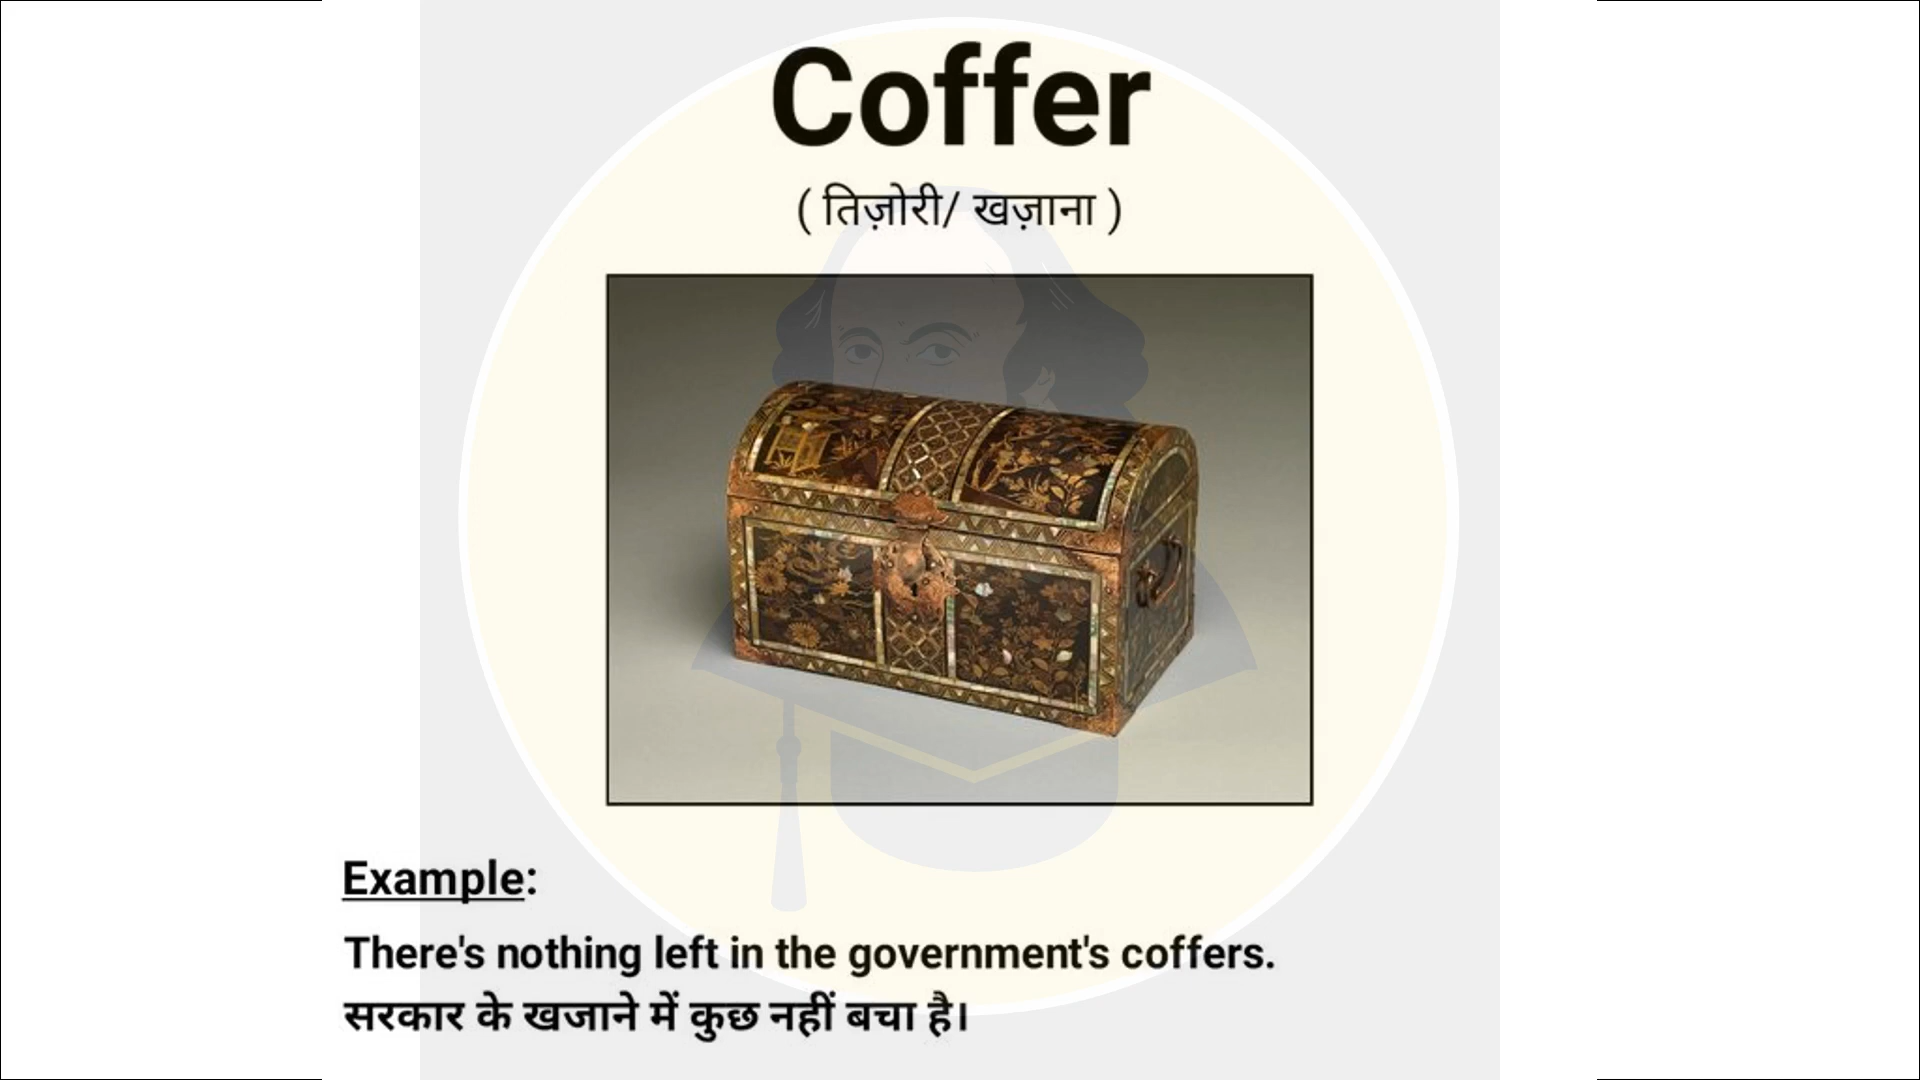 Coffer
( तिज़ोरी/ खज़ाना )
Example:
There's nothing left in the government's coffers.
सरकार के खजाने में कुछ नहीं बचा है।